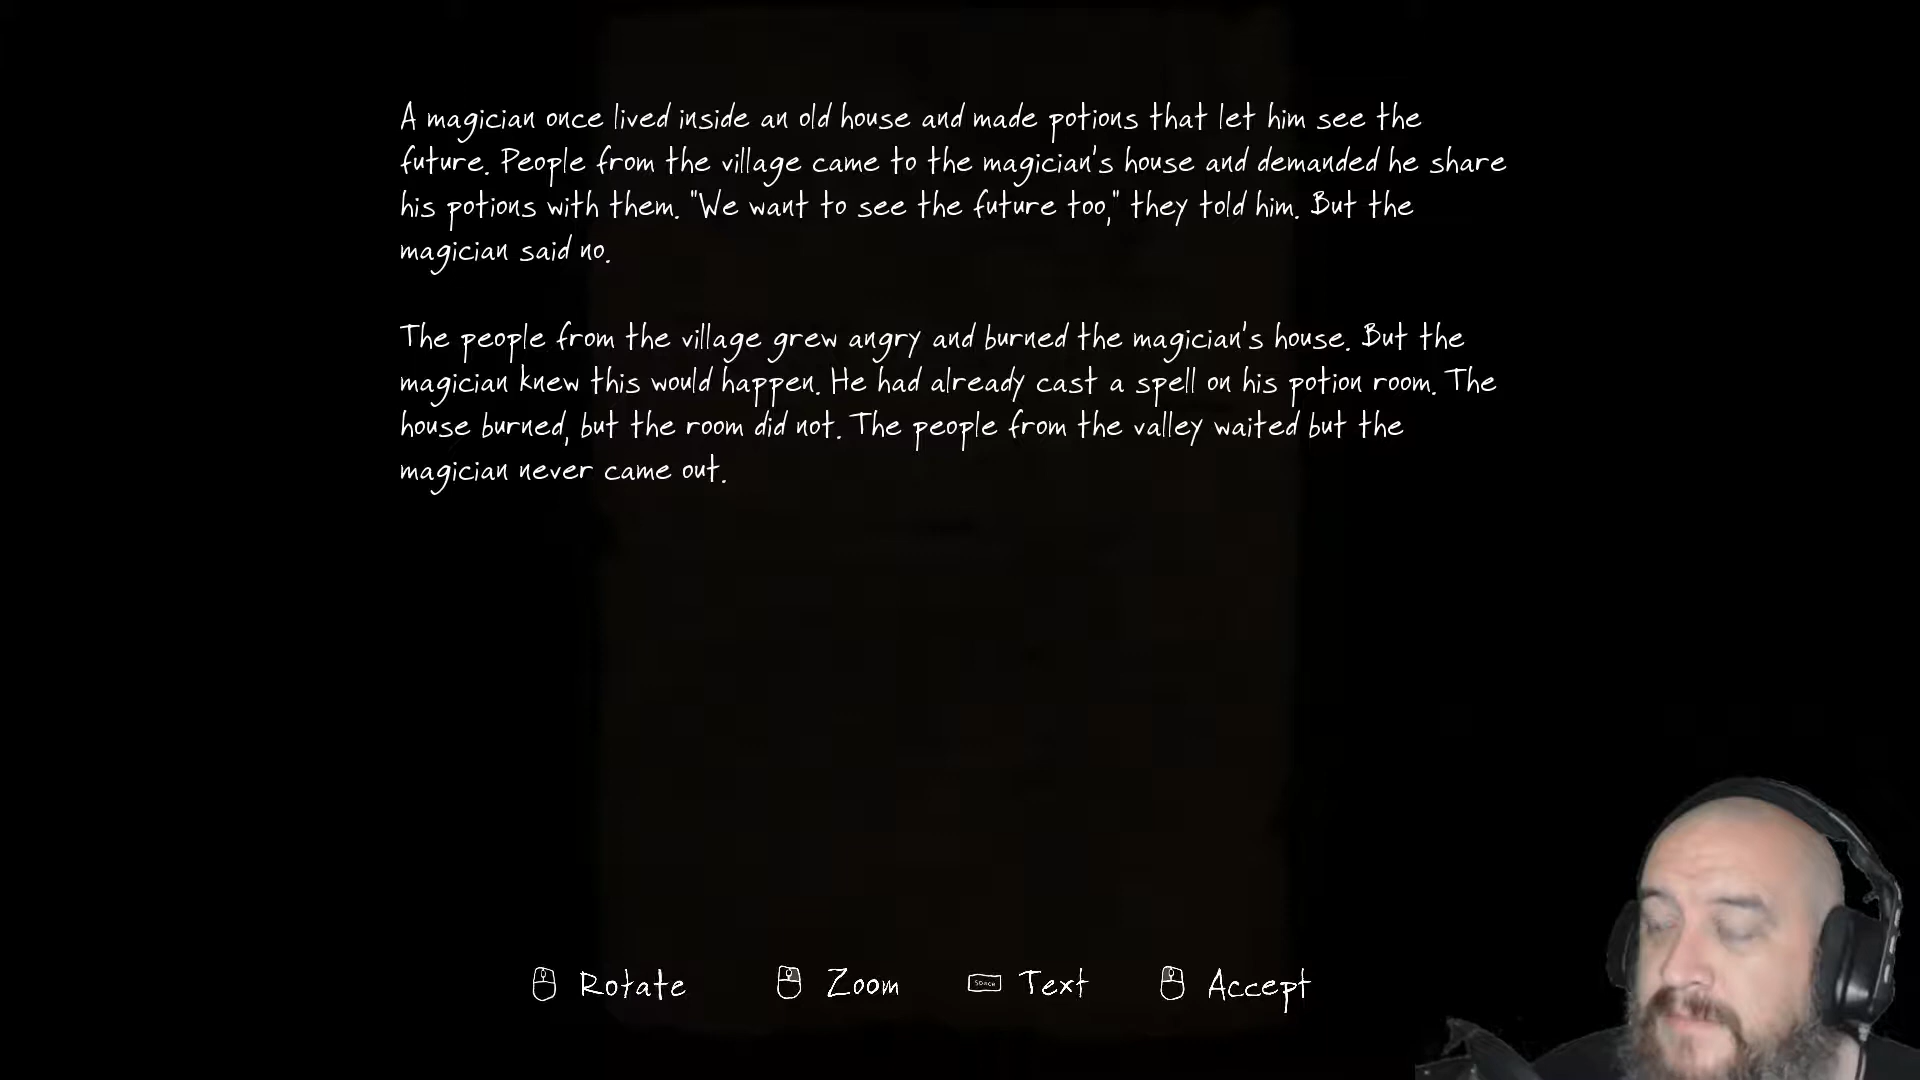 A magician once lived inside an old house and made potions that let him see the
future. People from the village came to the magician's house and demanded he share
his potions with them. "We want to see the future too," they told him. But the
magician said no.
The people from the village grew angry and burned the magician's house. But the
magician knew this would happen. He had already cast a spell on his potion room. The
house burned, but the room did not. The people from the valley waited but the
magician never came out.
Rotate Zoom SPACE Text Accept